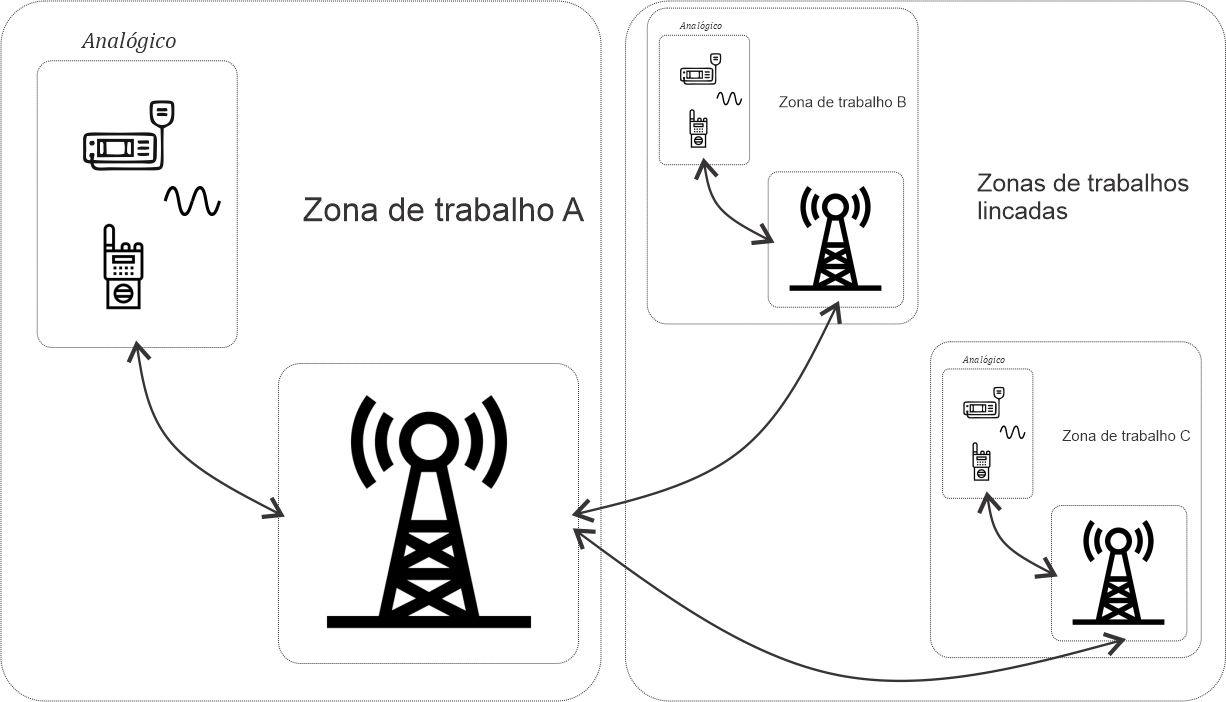 Analógico
Zona de trabalho A
Analógico
Zona de trabalho B
Zonas de trabalhos
lincadas
Analógico
Zona de trabalho C